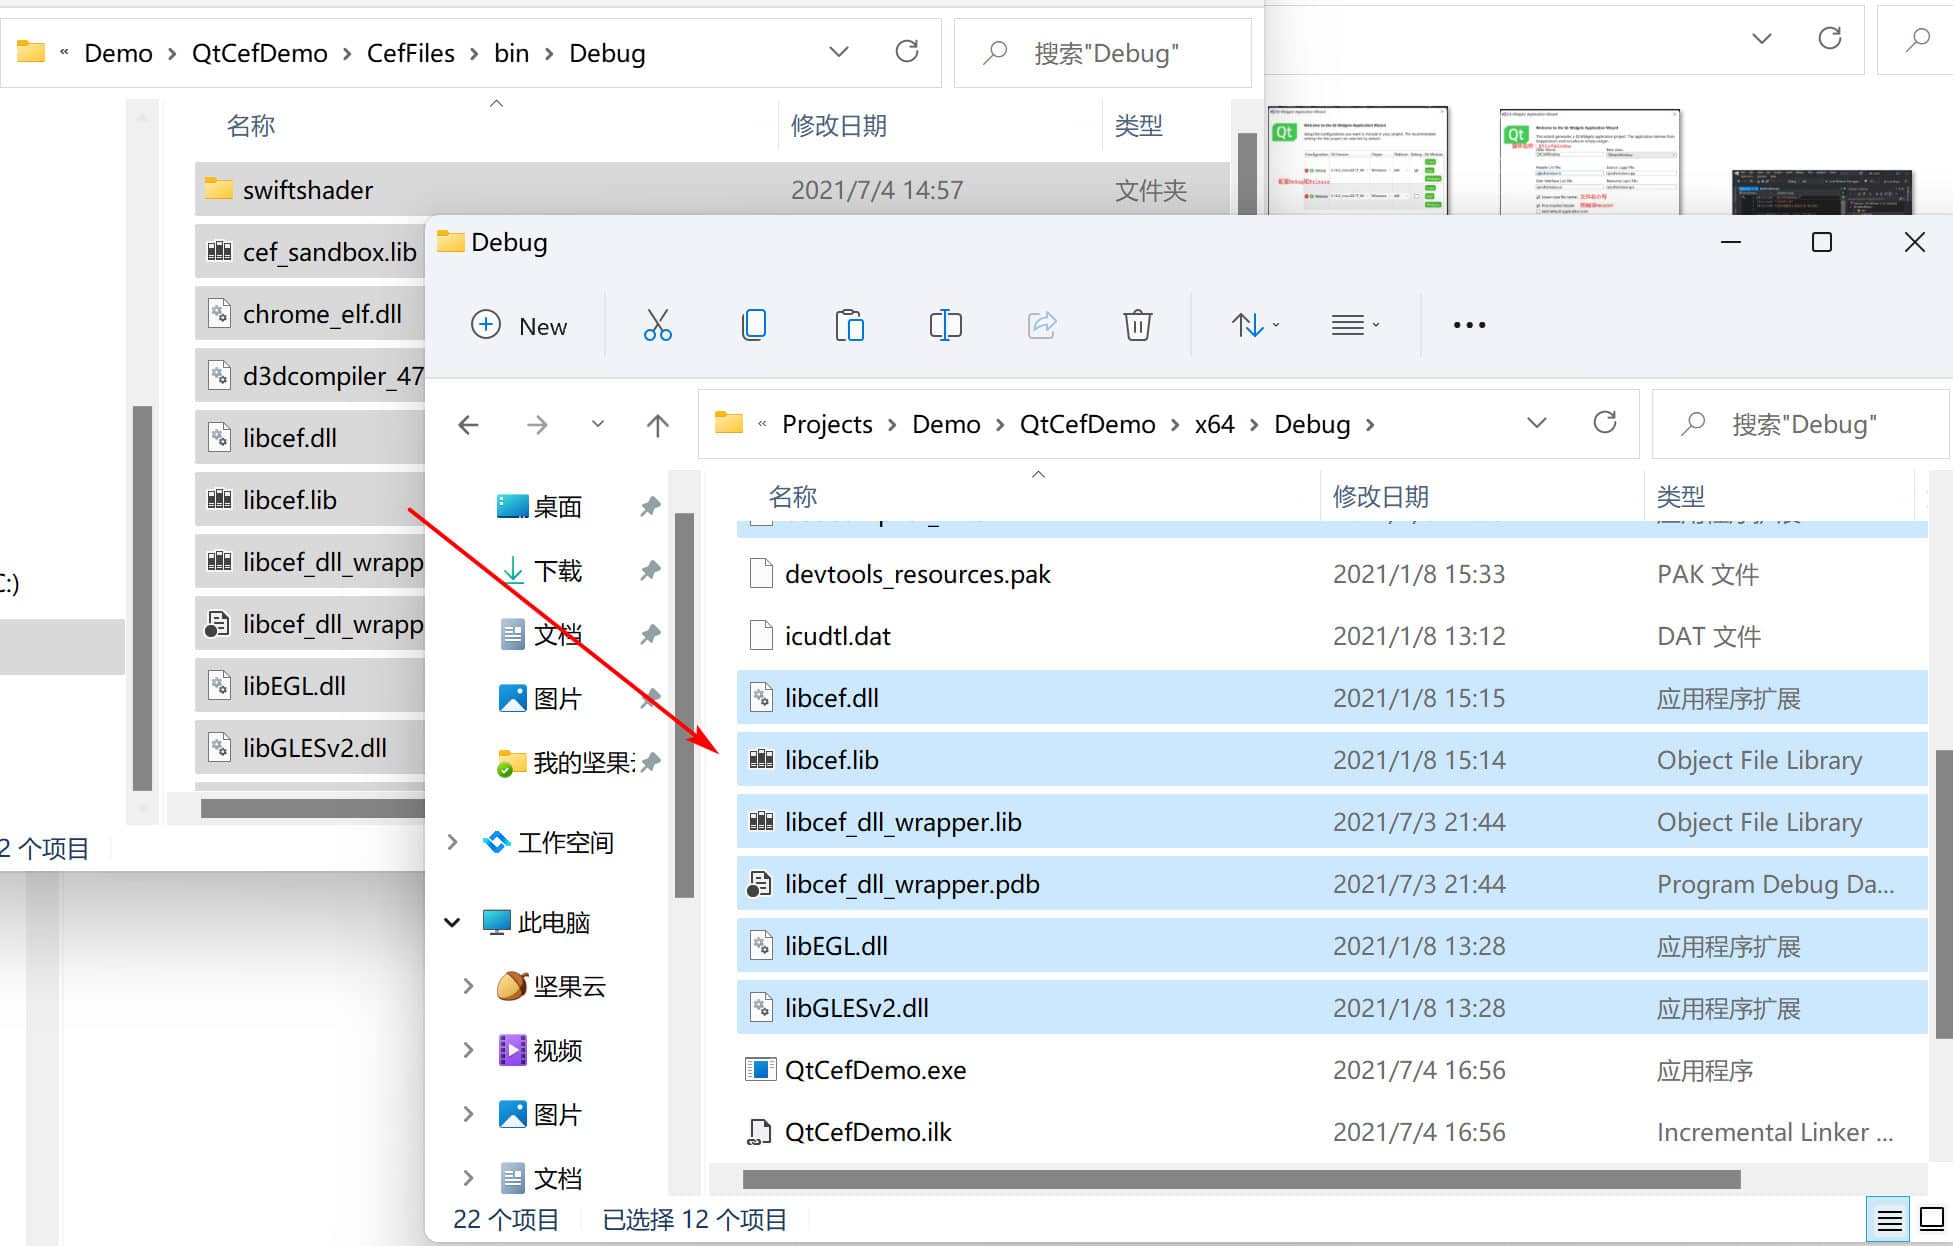 « Demo › QtCefDemo › CefFiles › bin › Debug
搜索"Debug"
名称 修改日期 类型
swiftshader 2021/7/4 14:57 文件夹
cef_sandbox.lib
chrome_elf.dll
d3dcompiler_47
libcef.dll
libcef.lib
libcef_dll_wrapp
libcef_dll_wrapp
libEGL.dll
libGLESv2.dll
C:)
2 个项目
Debug
New
« Projects › Demo › QtCefDemo › x64 › Debug ›
搜索"Debug"
桌面
下载
文档
图片
我的坚果
工作空间
此电脑
坚果云
视频
图片
文档
名称 修改日期 类型
devtools_resources.pak 2021/1/8 15:33 PAK 文件
icudtl.dat 2021/1/8 13:12 DAT 文件
libcef.dll 2021/1/8 15:15 应用程序扩展
libcef.lib 2021/1/8 15:14 Object File Library
libcef_dll_wrapper.lib 2021/7/3 21:44 Object File Library
libcef_dll_wrapper.pdb 2021/7/3 21:44 Program Debug Da...
libEGL.dll 2021/1/8 13:28 应用程序扩展
libGLESv2.dll 2021/1/8 13:28 应用程序扩展
QtCefDemo.exe 2021/7/4 16:56 应用程序
QtCefDemo.ilk 2021/7/4 16:56 Incremental Linker ...
22 个项目 已选择 12 个项目